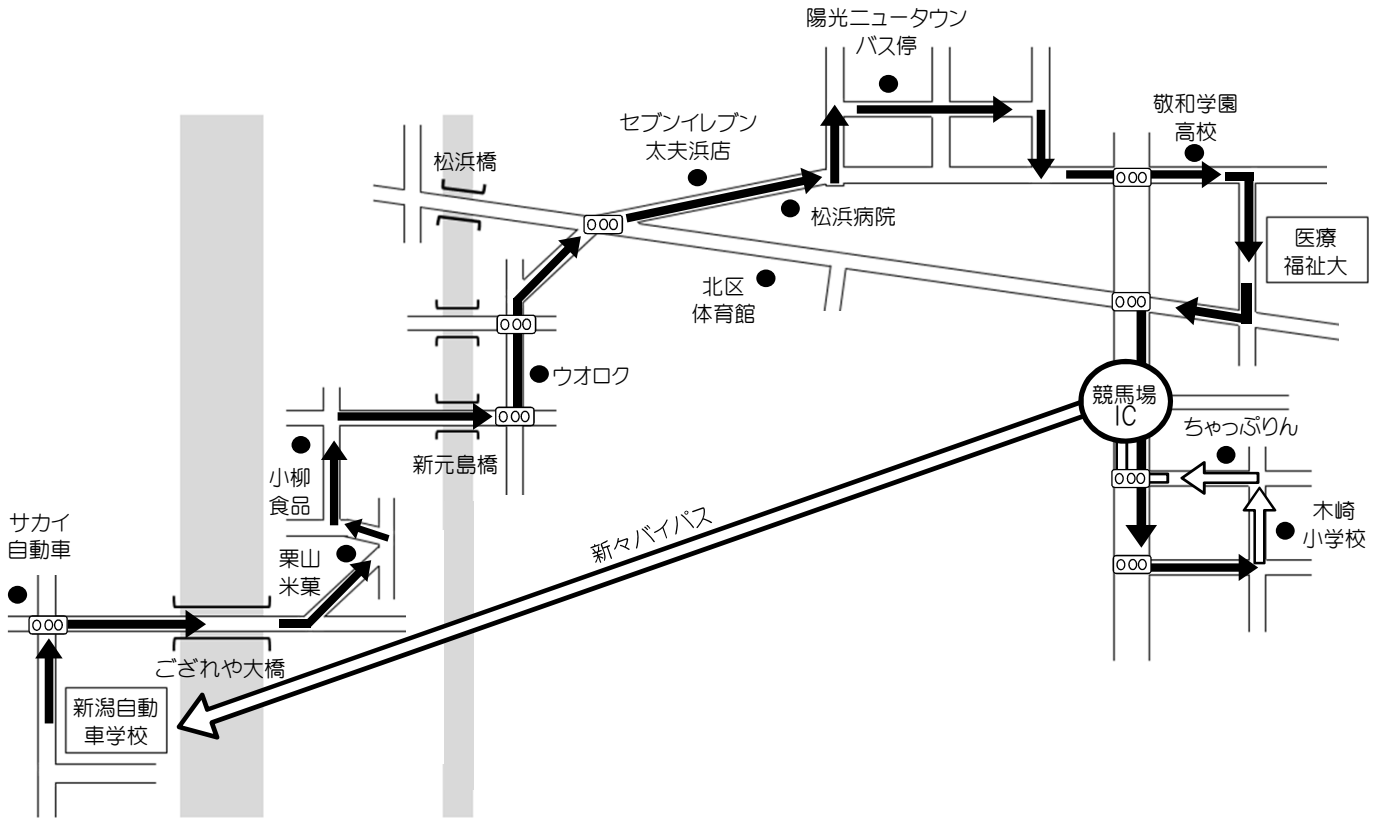 陽光ニュータウン
バス停
セブンイレブン
太夫浜店
敬和学園
高校
松浜橋
松浜病院
医療
福祉大
北区
体育館
ウオロク
競馬場
IC
ちゃっぷりん
新元島橋
小柳
食品
木崎
小学校
サカイ
自動車
栗山
米菓
新々バイパス
ござれや大橋
新潟自動
車学校